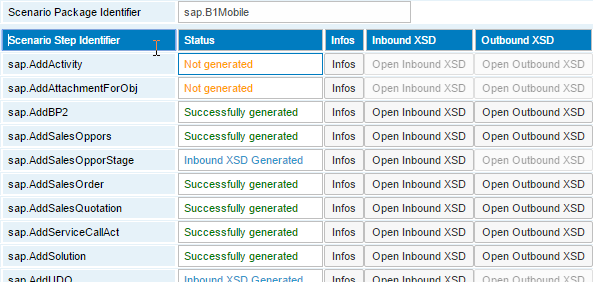 Scenario Package Identifier sap.B1Mobile
Scenario Step Identifier Status Infos Inbound XSD Outbound XSD
sap.AddActivity Not generated Infos Open Inbound XSD Open Outbound XSD
sap.AddAttachmentForObj Not generated Infos Open Inbound XSD Open Outbound XSD
sap.AddBP2 Successfully generated Infos Open Inbound XSD Open Outbound XSD
sap.AddSalesOppors Successfully generated Infos Open Inbound XSD Open Outbound XSD
sap.AddSalesOpporStage Inbound XSD Generated Infos Open Inbound XSD Open Outbound XSD
sap.AddSalesOrder Successfully generated Infos Open Inbound XSD Open Outbound XSD
sap.AddSalesQuotation Successfully generated Infos Open Inbound XSD Open Outbound XSD
sap.AddServiceCallAct Successfully generated Infos Open Inbound XSD Open Outbound XSD
sap.AddSolution Successfully generated Infos Open Inbound XSD Open Outbound XSD
sap.AddUDO Inbound XSD Generated Infos Open Inbound XSD Open Outbound XSD